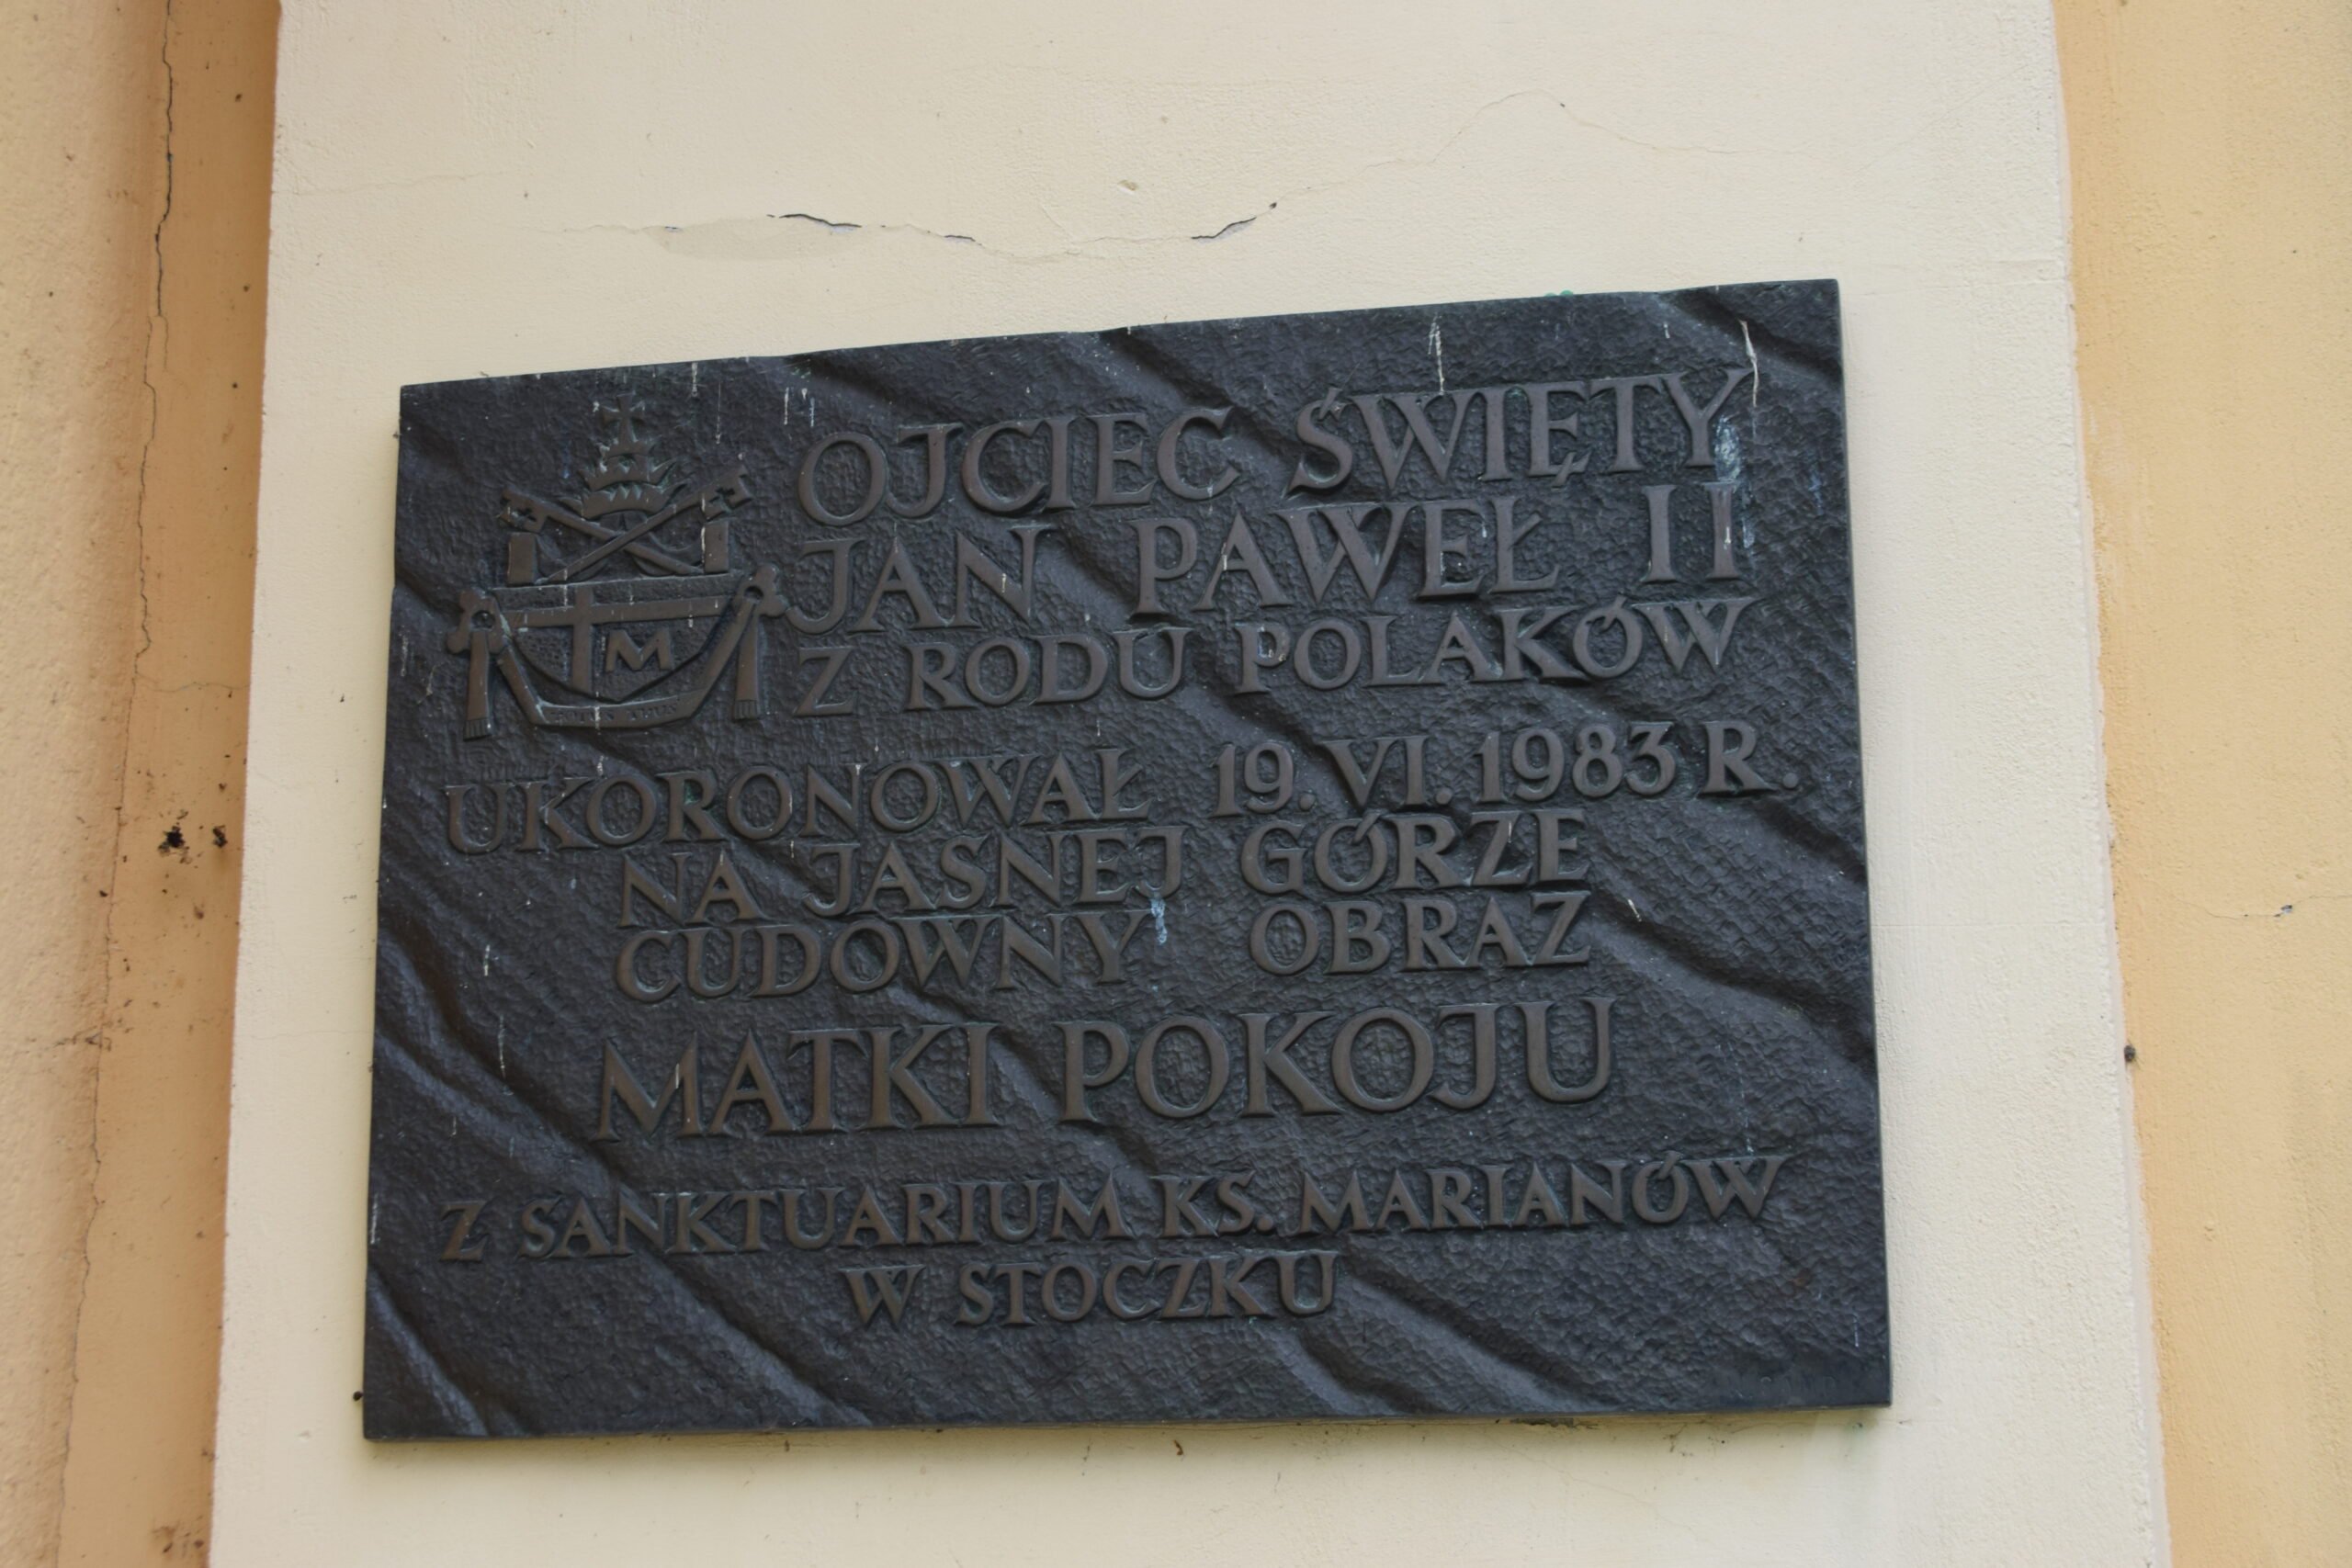 OJCIEC ŚWIĘTY
JAN PAWEŁ II
Z RODU POLAKÓW
M
UKORONOWAŁ 19. VI. 1983 R.
NA JASNEJ GÓRZE
CUDOWNY OBRAZ
MATKI POKOJU
Z SANKTUARIUM KS. MARIANÓW
W STOCZKU